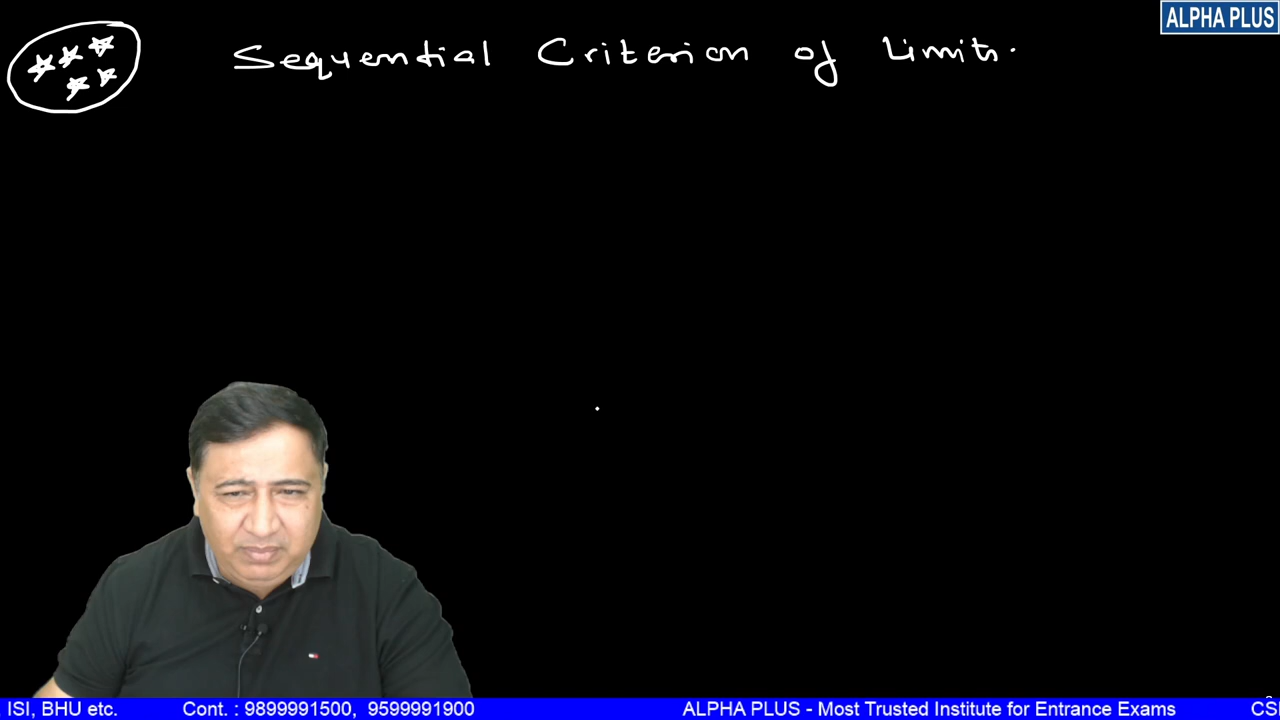 ALPHA PLUS
Sequential Criterion of Limits.
ISI, BHU etc. Cont. : 9899991500, 9599991900 ALPHA PLUS - Most Trusted Institute for Entrance Exams CS